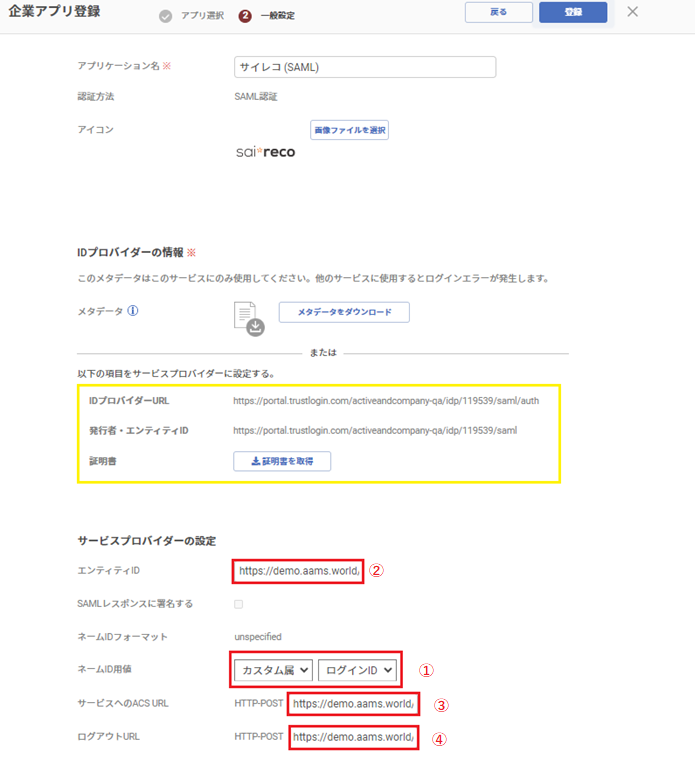 企業アプリ登録
アプリ選択
2 一般設定
戻る
登録
アプリケーション名 ※
サイレコ (SAML)
認証方法
SAML認証
アイコン
画像ファイルを選択
sai reco
IDプロバイダーの情報 ※
このメタデータはこのサービスにのみ使用してください。他のサービスに使用するとログインエラーが発生します。
メタデータ
メタデータをダウンロード
または
以下の項目をサービスプロバイダーに設定する。
IDプロバイダーURL
https://portal.trustlogin.com/activeandcompany-qa/idp/119539/saml/auth
発行者・エンティティID
https://portal.trustlogin.com/activeandcompany-qa/idp/119539/saml
証明書
証明書を取得
サービスプロバイダーの設定
エンティティID
https://demo.aams.world/
②
SAMLレスポンスに署名する
ネームIDフォーマット
unspecified
ネームID用値
カスタム属
ログインID
①
サービスへのACS URL
HTTP-POST
https://demo.aams.world/
③
ログアウトURL
HTTP-POST
https://demo.aams.world/
④